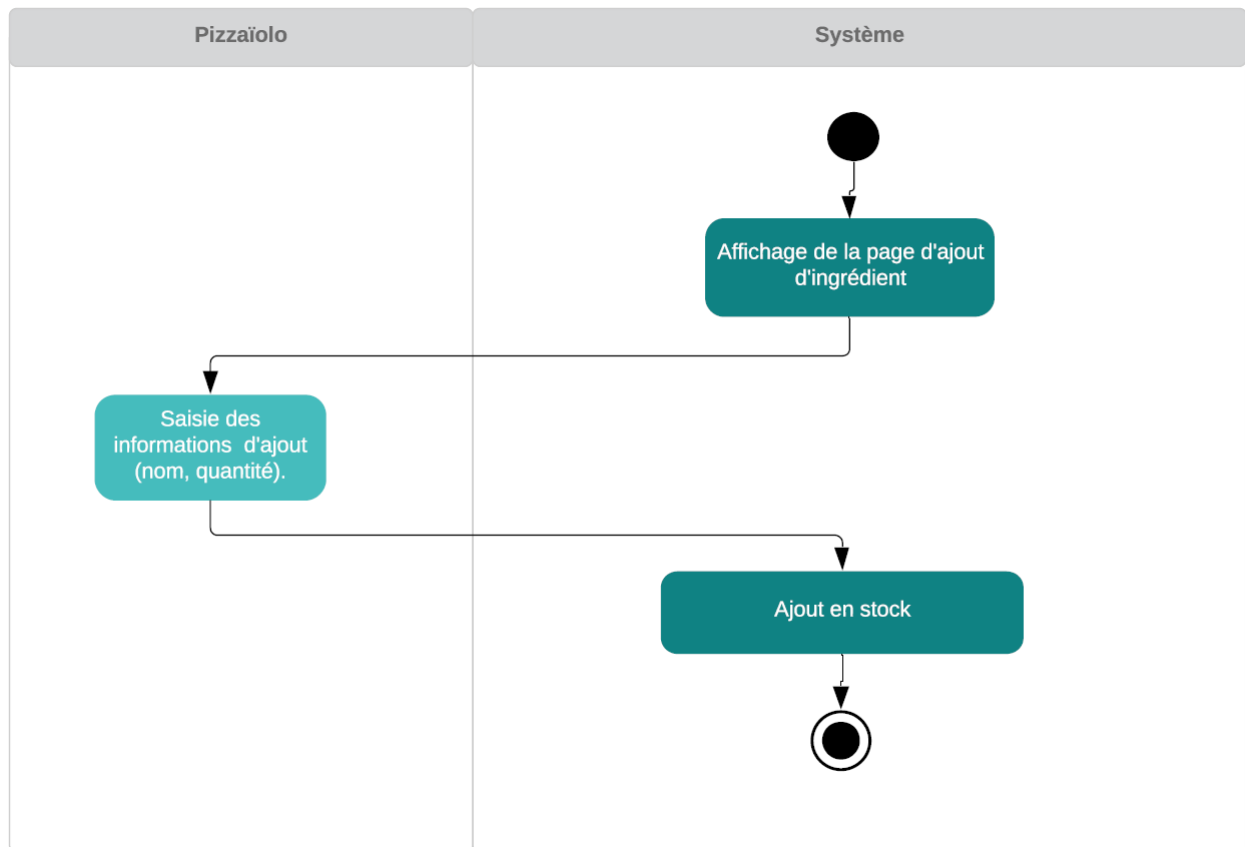 Pizzaïolo
Système
Affichage de la page d'ajout
d'ingrédient
Saisie des
informations d'ajout
(nom, quantité).
Ajout en stock